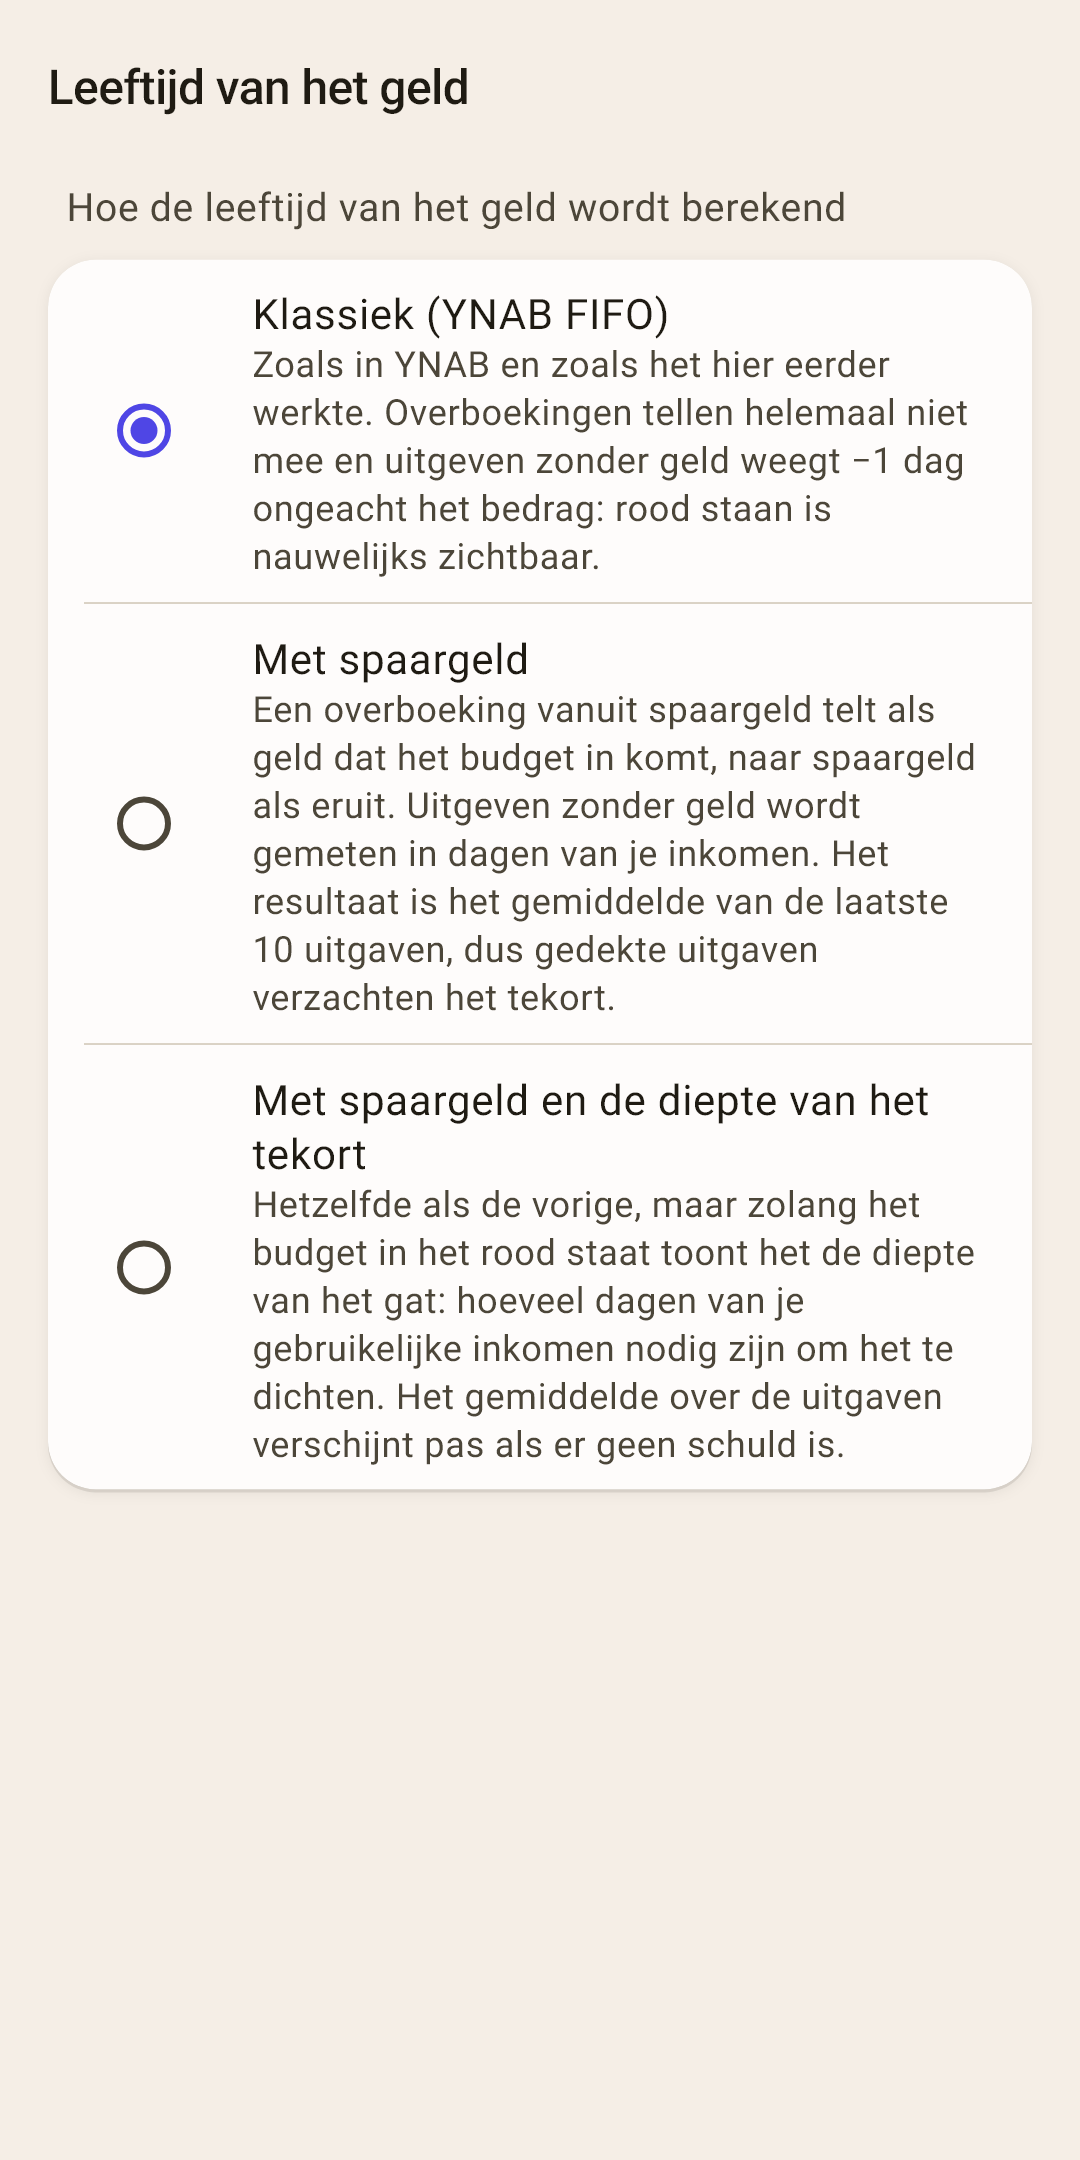 Leeftijd van het geld
Hoe de leeftijd van het geld wordt berekend
Klassiek (YNAB FIFO)
Zoals in YNAB en zoals het hier eerder
werkte. Overboekingen tellen helemaal niet
mee en uitgeven zonder geld weegt −1 dag
ongeacht het bedrag: rood staan is
nauwelijks zichtbaar.
Met spaargeld
Een overboeking vanuit spaargeld telt als
geld dat het budget in komt, naar spaargeld
als eruit. Uitgeven zonder geld wordt
gemeten in dagen van je inkomen. Het
resultaat is het gemiddelde van de laatste
10 uitgaven, dus gedekte uitgaven
verzachten het tekort.
Met spaargeld en de diepte van het
tekort
Hetzelfde als de vorige, maar zolang het
budget in het rood staat toont het de diepte
van het gat: hoeveel dagen van je
gebruikelijke inkomen nodig zijn om het te
dichten. Het gemiddelde over de uitgaven
verschijnt pas als er geen schuld is.